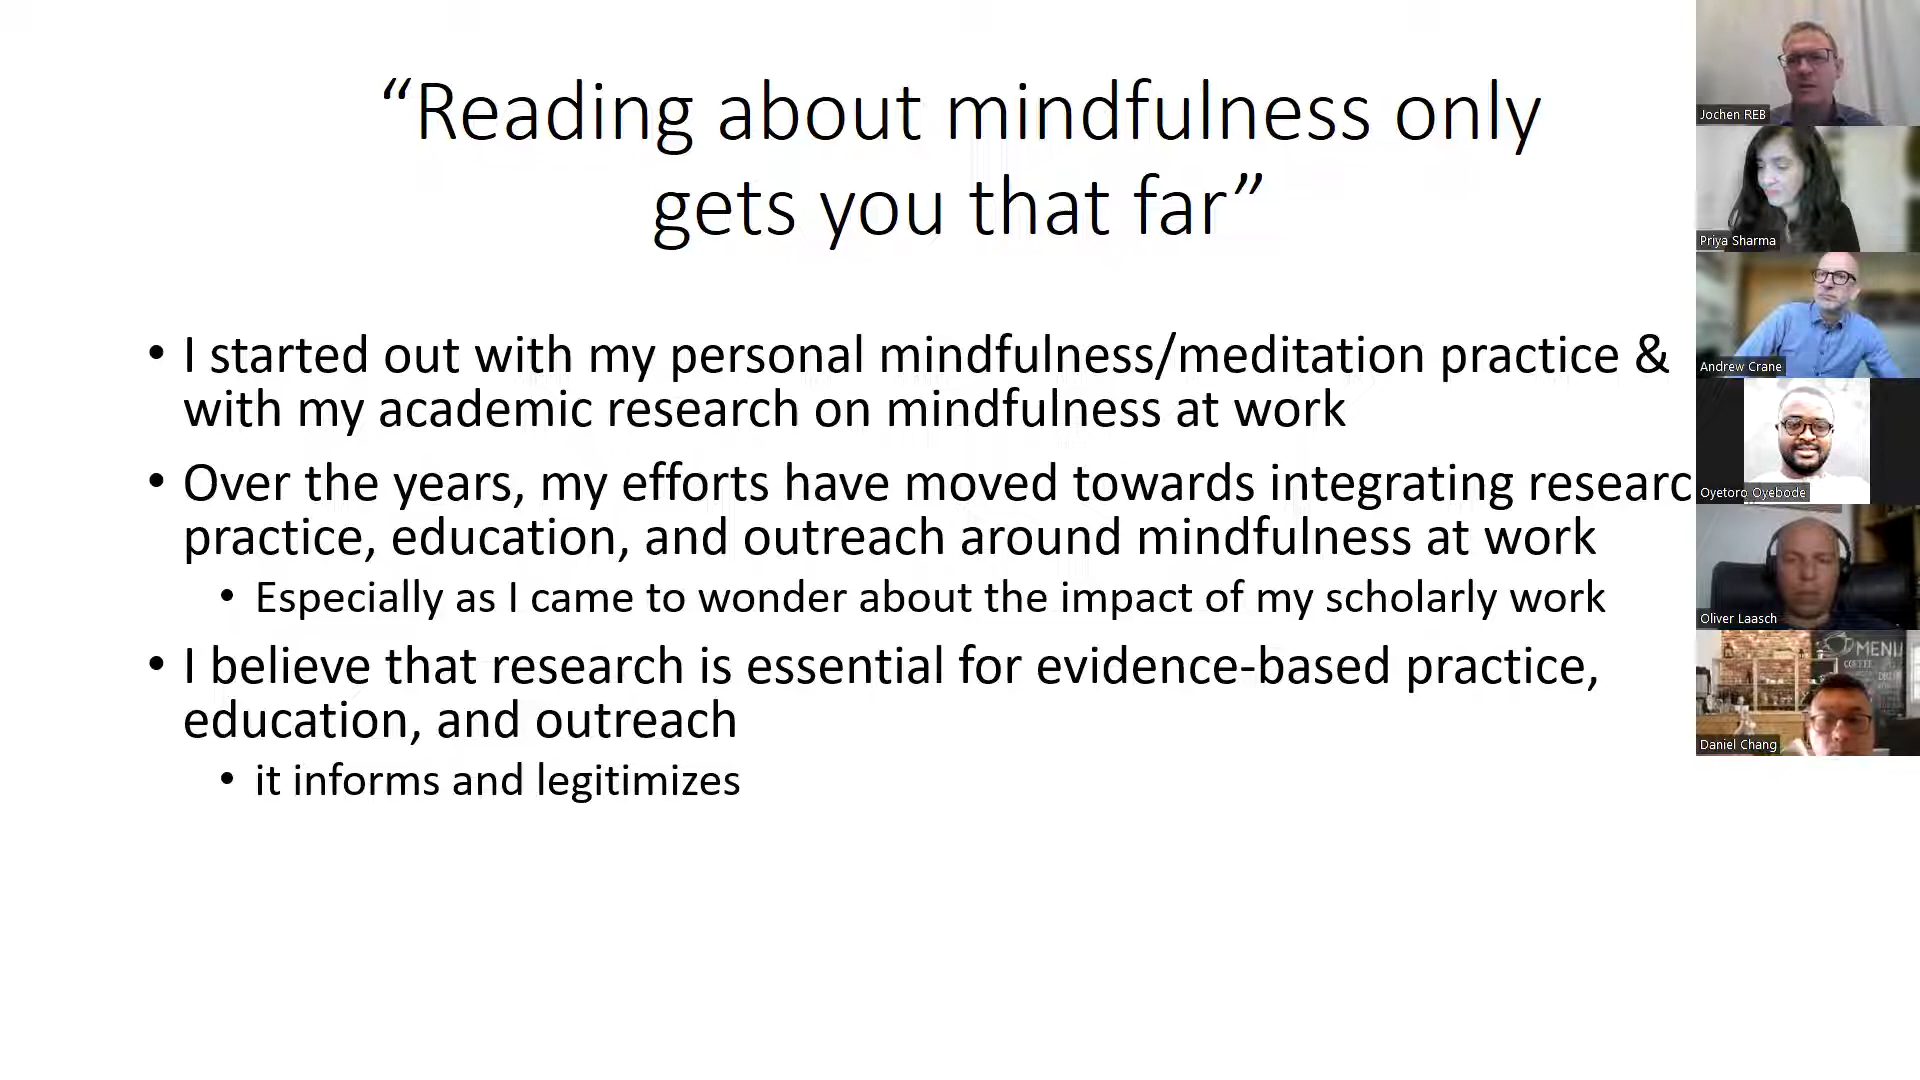 “Reading about mindfulness only
gets you that far”
• I started out with my personal mindfulness/meditation practice &
with my academic research on mindfulness at work
• Over the years, my efforts have moved towards integrating researc
practice, education, and outreach around mindfulness at work
• Especially as I came to wonder about the impact of my scholarly work
• I believe that research is essential for evidence-based practice,
education, and outreach
• it informs and legitimizes
Jochen REB
Priya Sharma
Andrew Crane
Oyetoro Oyebode
Oliver Laasch
MENU
COFFEE
Daniel Chang